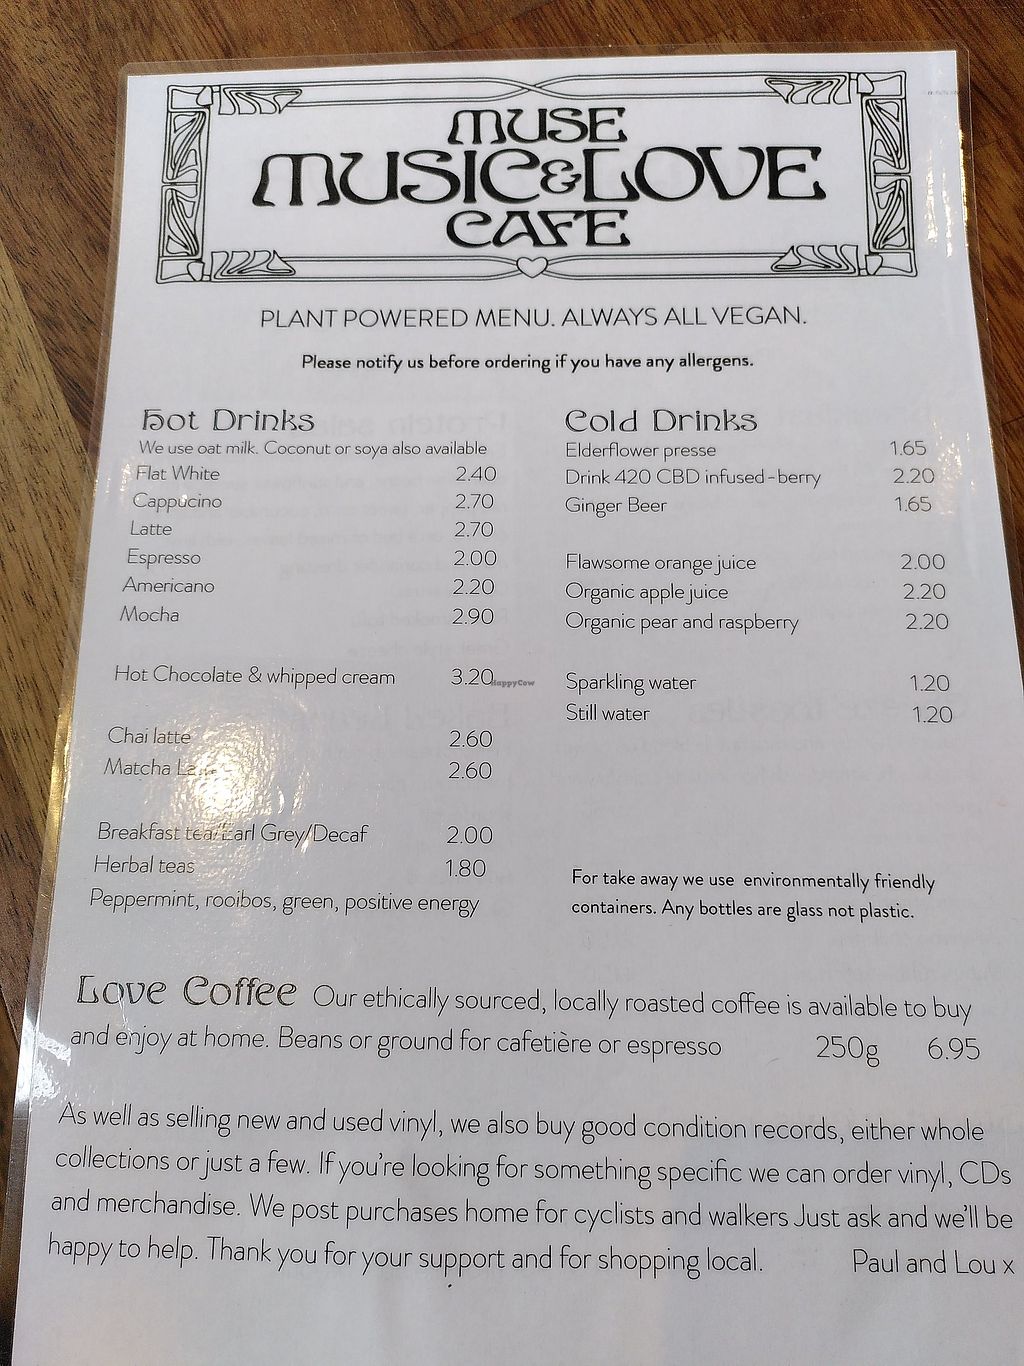 MUSE
MUSIC & LOVE
CAFE
PLANT POWERED MENU. ALWAYS ALL VEGAN.
Please notify us before ordering if you have any allergens.
Hot Drinks
We use oat milk. Coconut or soya also available
Flat White 2.40
Cappucino 2.70
Latte 2.70
Espresso 2.00
Americano 2.20
Mocha 2.90
Hot Chocolate & whipped cream 3.20
HappyCow
Chai latte 2.60
Matcha Latte 2.60
Breakfast tea/Earl Grey/Decaf 2.00
Herbal teas 1.80
Peppermint, rooibos, green, positive energy
Cold Drinks
Elderflower presse 1.65
Drink 420 CBD infused - berry 2.20
Ginger Beer 1.65
Flawsome orange juice 2.00
Organic apple juice 2.20
Organic pear and raspberry 2.20
Sparkling water 1.20
Still water 1.20
For take away we use environmentally friendly
containers. Any bottles are glass not plastic.
Love Coffee Our ethically sourced, locally roasted coffee is available to buy
and enjoy at home. Beans or ground for cafetière or espresso 250g 6.95
As well as selling new and used vinyl, we also buy good condition records, either whole
collections or just a few. If you're looking for something specific we can order vinyl, CDs
and merchandise. We post purchases home for cyclists and walkers Just ask and we'll be
happy to help. Thank you for your support and for shopping local. Paul and Lou x